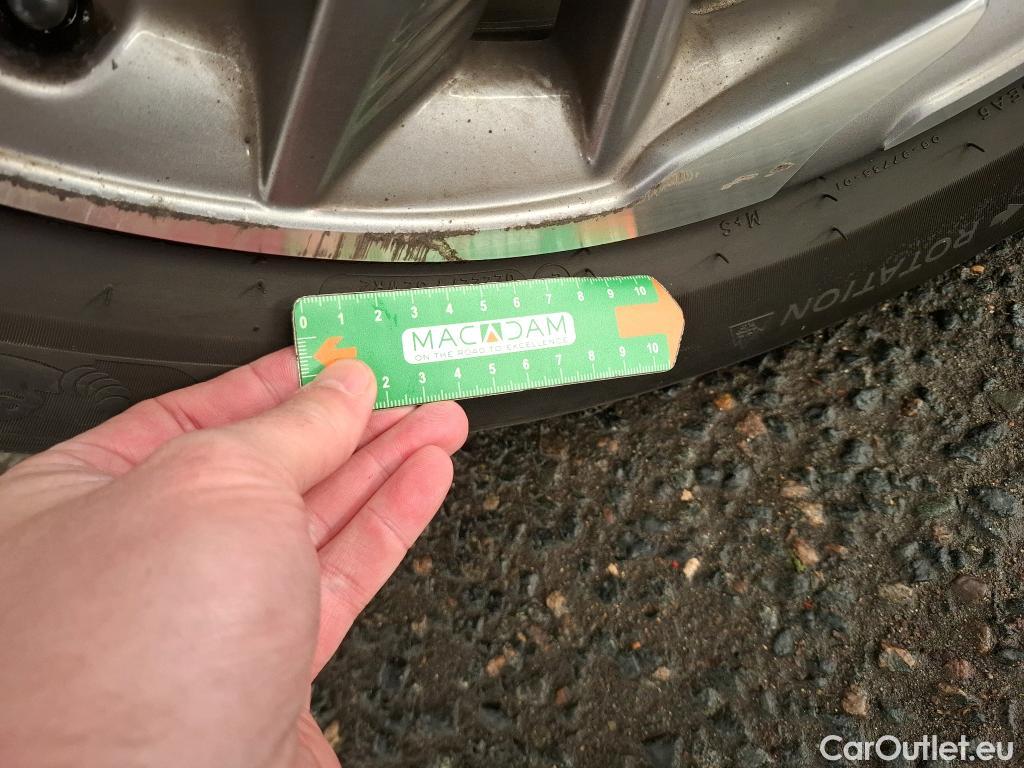 M+S
ROTATION
0 1 2 3 4 5 6 7 8 9 10
MACADAM
ON THE ROAD TO EXCELLENCE
2 3 4 5 6 7 8 9 10
CarOutlet.eu